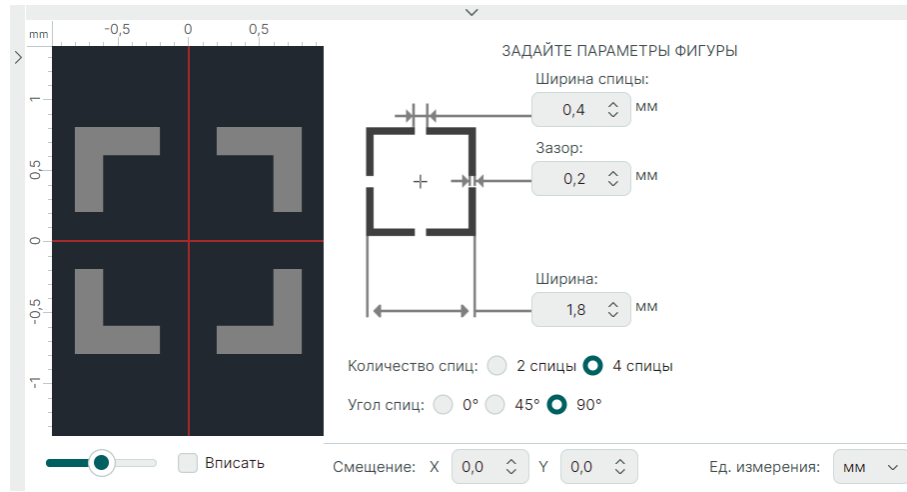 mm -0,5 0 0,5
1
0,5
0
-0,5
-1
ЗАДАЙТЕ ПАРАМЕТРЫ ФИГУРЫ
Ширина спицы:
0,4 мм
Зазор:
0,2 мм
Ширина:
1,8 мм
Количество спиц: 2 спицы 4 спицы
Угол спиц: 0° 45° 90°
Вписать Смещение: X 0,0 Y 0,0 Ед. измерения: мм